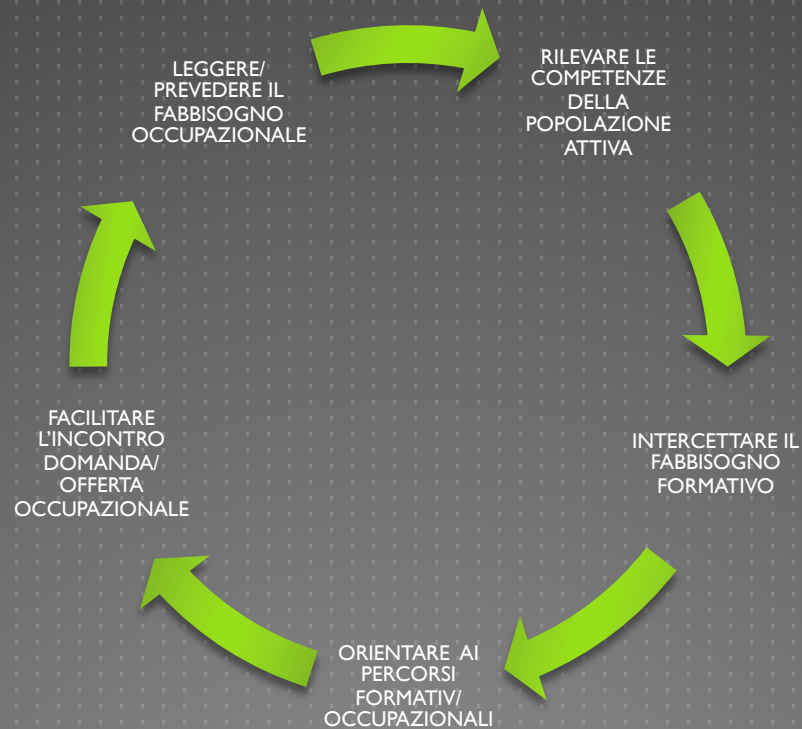 LEGGERE/
PREVEDERE IL
FABBISOGNO
OCCUPAZIONALE
RILEVARE LE
COMPETENZE
DELLA
POPOLAZIONE
ATTIVA
INTERCETTARE IL
FABBISOGNO
FORMATIVO
ORIENTARE AI
PERCORSI
FORMATIV/
OCCUPAZIONALI
FACILITARE
L'INCONTRO
DOMANDA/
OFFERTA
OCCUPAZIONALE